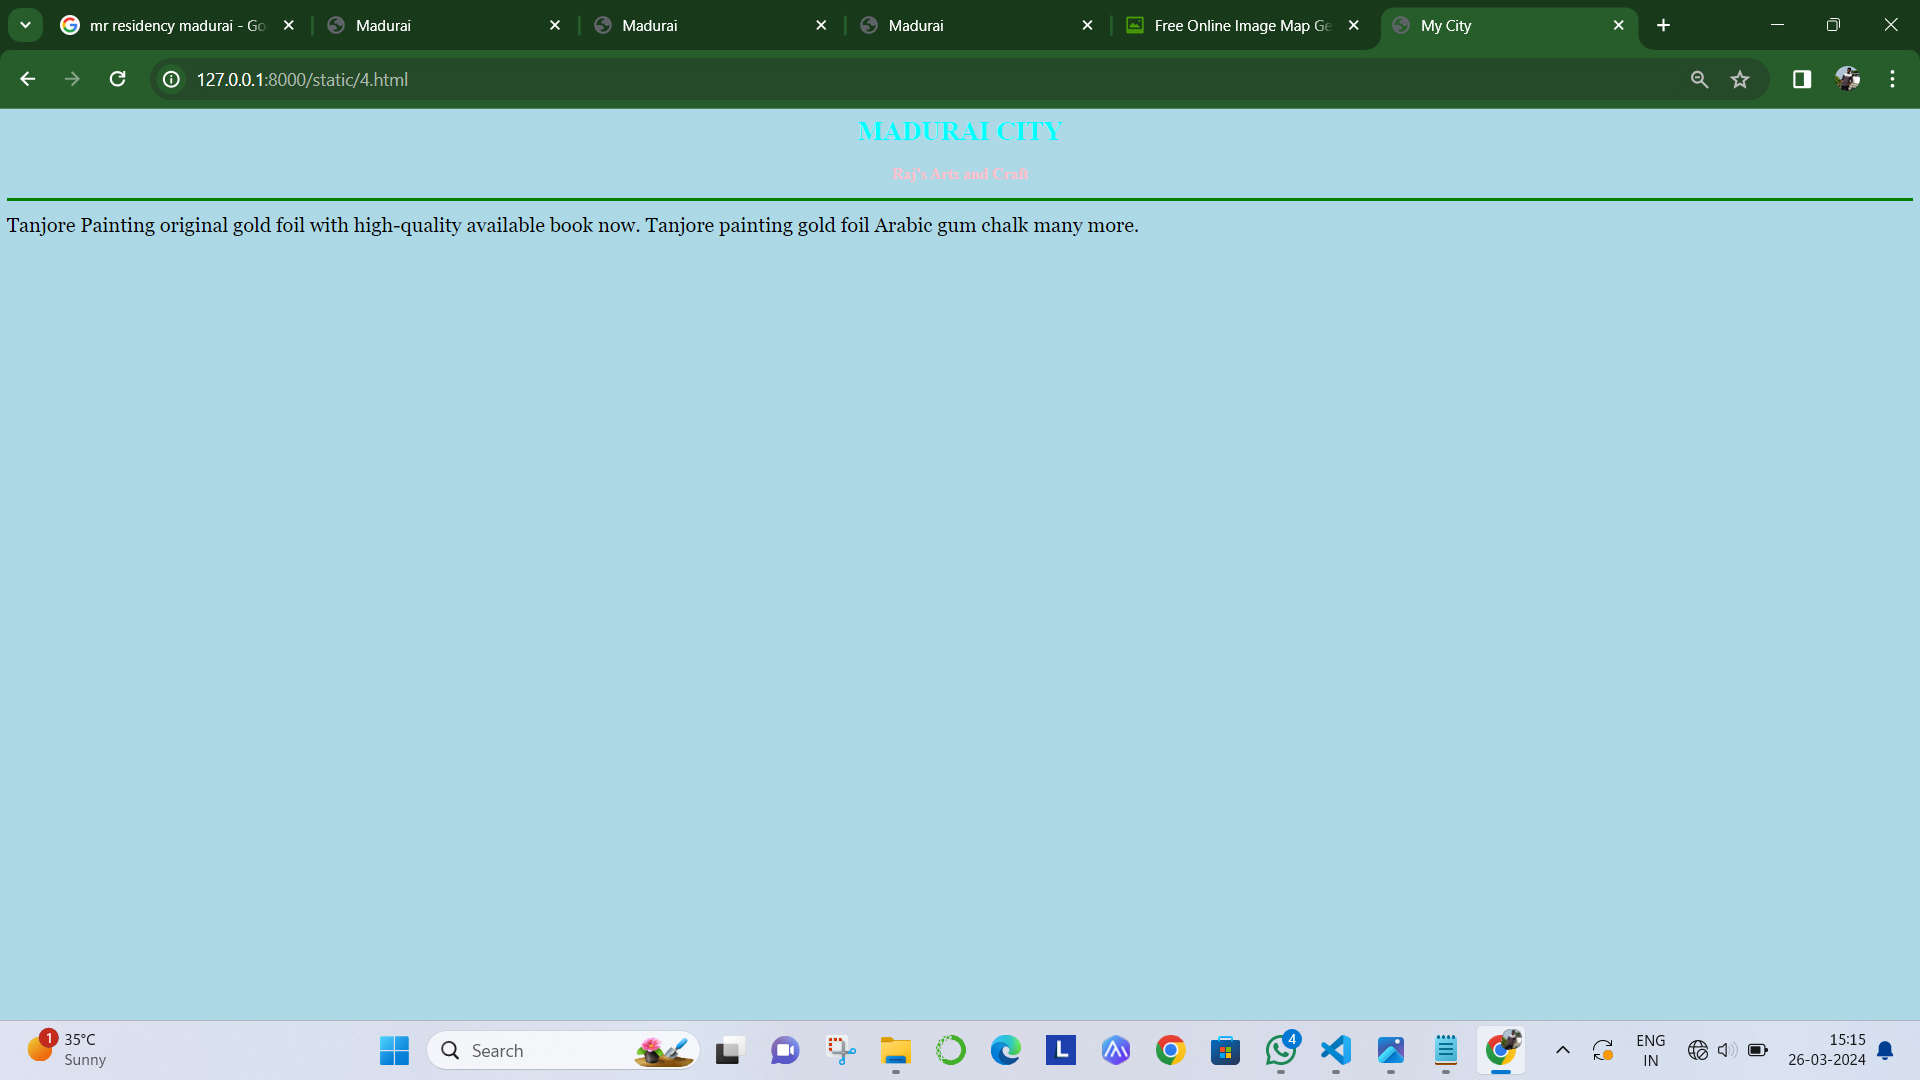 mr residency madurai - Go
Madurai
Madurai
Madurai
Free Online Image Map Ge
My City
127.0.0.1:8000/static/4.html
MADURAI CITY
Raj's Arts and Craft
Tanjore Painting original gold foil with high-quality available book now. Tanjore painting gold foil Arabic gum chalk many more.
1
35°C
Sunny
Search
L
4
ENG
IN
15:15
26-03-2024